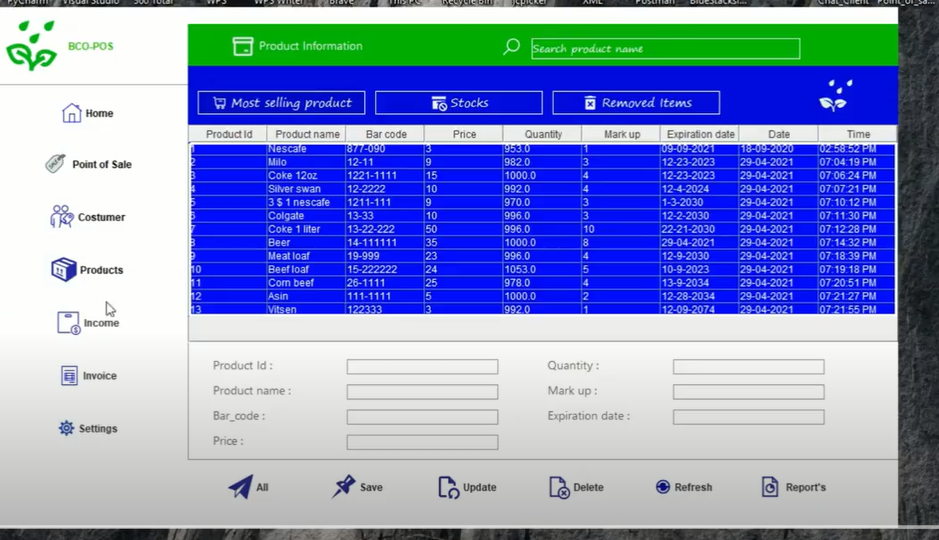 PyCharm Visual Studio 500 Total WPS WPS Writer Brave This PC Recycle Bin jcpicker XML Postman BlueStacks... Chat_Client Point_of_sa...
BCO-POS
Product Information
Search product name
Most selling product Stocks Removed Items
Home
Point of Sale
Costumer
Products
Income
Invoice
Settings
Product Id Product name Bar code Price Quantity Mark up Expiration date Date Time
1 Nescafe 877-090 3 953.0 1 09-09-2021 18-09-2020 02:58:52 PM
2 Milo 12-11 9 982.0 3 12-23-2023 29-04-2021 07:04:19 PM
3 Coke 12oz 1221-1111 15 1000.0 4 12-23-2023 29-04-2021 07:06:24 PM
4 Silver swan 12-2222 10 992.0 4 12-4-2024 29-04-2021 07:07:21 PM
5 3 $ 1 nescafe 1211-111 9 970.0 3 1-3-2030 29-04-2021 07:10:12 PM
6 Colgate 13-33 10 996.0 3 12-2-2030 29-04-2021 07:11:30 PM
7 Coke 1 liter 13-22-222 50 996.0 10 22-21-2030 29-04-2021 07:12:28 PM
8 Beer 14-111111 35 1000.0 8 29-04-2021 29-04-2021 07:14:32 PM
9 Meat loaf 19-999 23 996.0 4 12-9-2030 29-04-2021 07:18:39 PM
10 Beef loaf 15-222222 24 1053.0 5 10-9-2023 29-04-2021 07:19:18 PM
11 Corn beef 26-1111 25 978.0 4 13-9-2034 29-04-2021 07:20:51 PM
12 Asin 111-1111 5 1000.0 2 12-28-2034 29-04-2021 07:21:27 PM
13 Vitsen 122333 3 992.0 1 12-09-2074 29-04-2021 07:21:55 PM
Product Id : Quantity :
Product name : Mark up :
Bar_code : Expiration date :
Price :
All Save Update Delete Refresh Report's